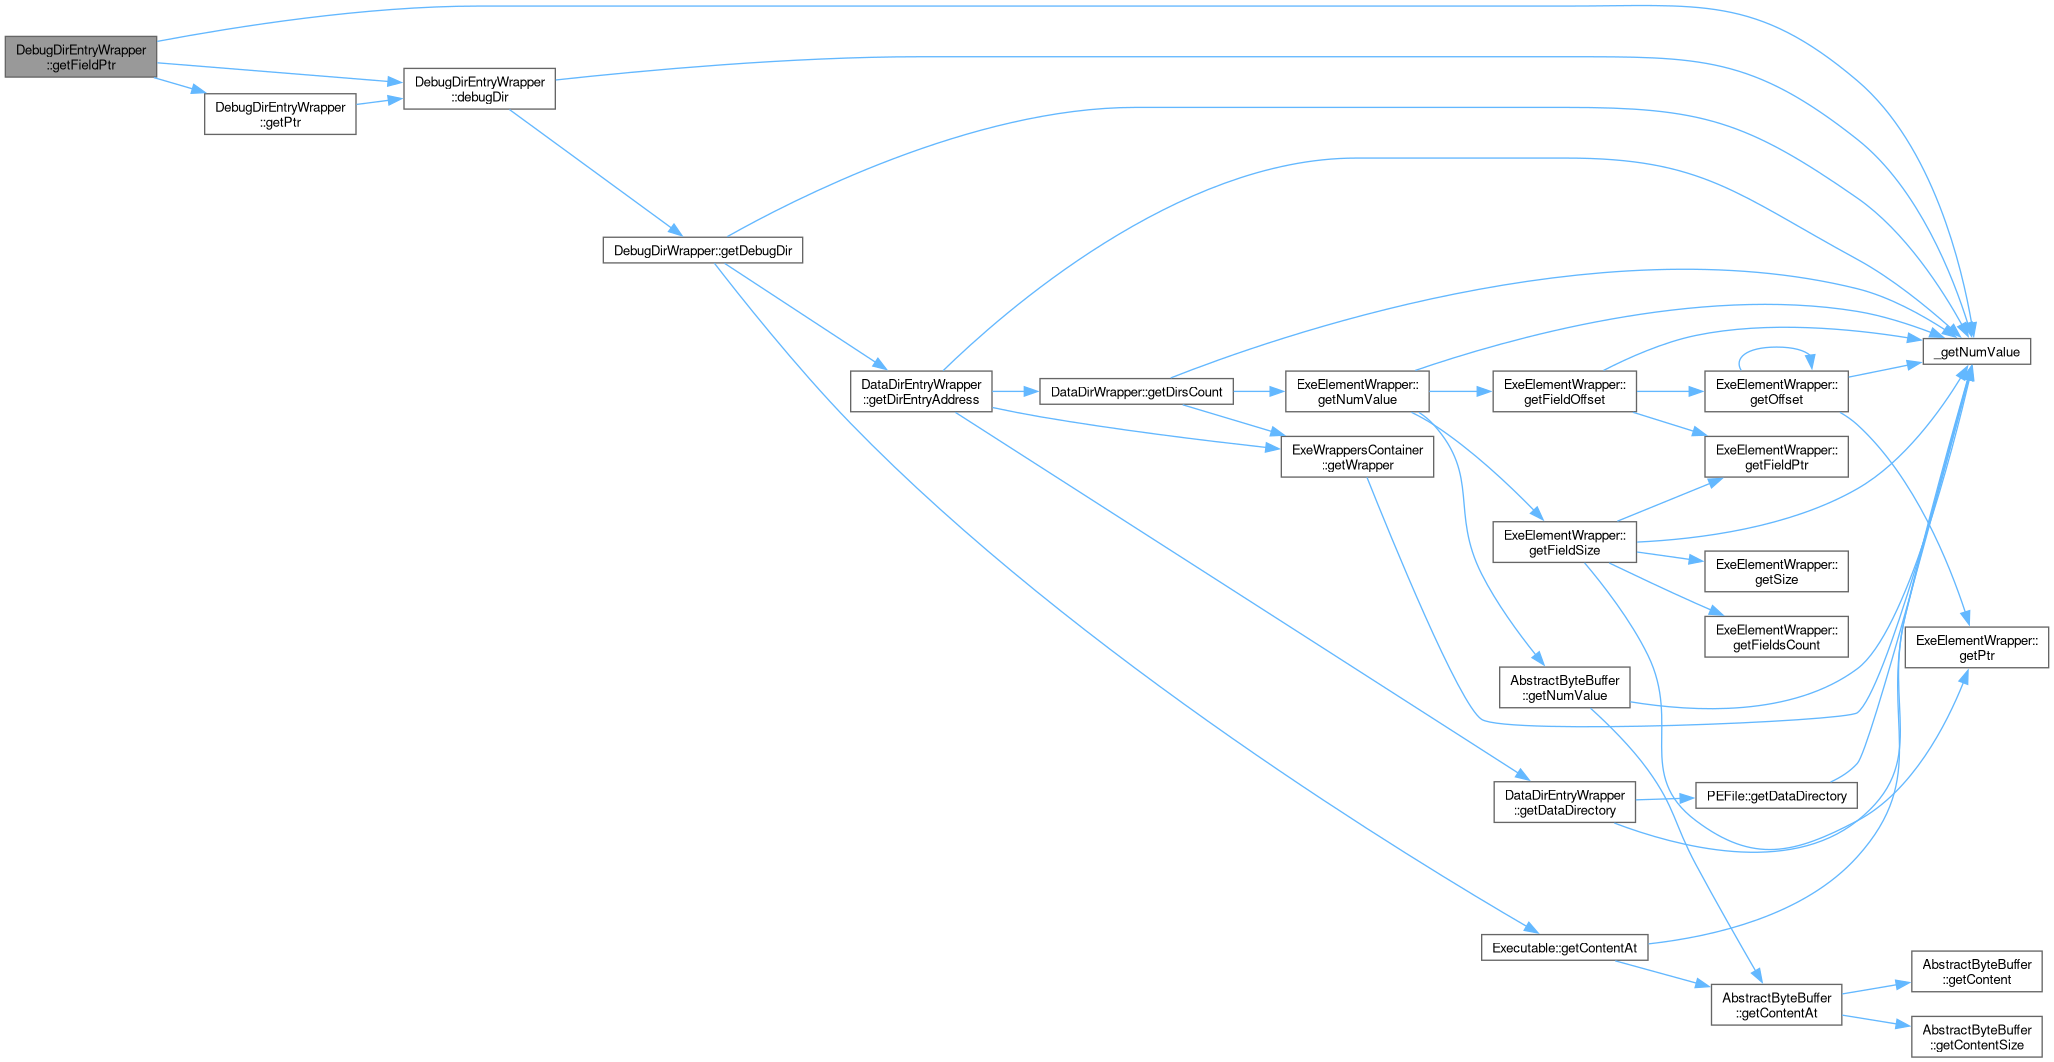 DebugDirEntryWrapper
::getFieldPtr
DebugDirEntryWrapper
::getPtr
DebugDirEntryWrapper
::debugDir
DebugDirWrapper::getDebugDir
DataDirEntryWrapper
::getDirEntryAddress
DataDirWrapper::getDirsCount
ExeElementWrapper::
getNumValue
ExeWrappersContainer
::getWrapper
ExeElementWrapper::
getFieldOffset
ExeElementWrapper::
getOffset
_getNumValue
ExeElementWrapper::
getFieldPtr
ExeElementWrapper::
getFieldSize
ExeElementWrapper::
getSize
ExeElementWrapper::
getFieldsCount
ExeElementWrapper::
getPtr
AbstractByteBuffer
::getNumValue
DataDirEntryWrapper
::getDataDirectory
PEFile::getDataDirectory
Executable::getContentAt
AbstractByteBuffer
::getContentAt
AbstractByteBuffer
::getContent
AbstractByteBuffer
::getContentSize